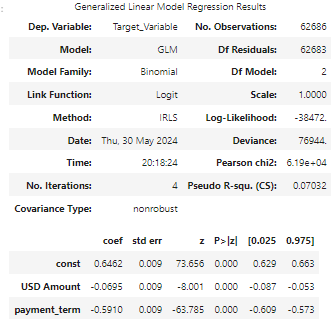 Generalized Linear Model Regression Results
Dep. Variable: Target_Variable No. Observations: 62686
Model: GLM Df Residuals: 62683
Model Family: Binomial Df Model: 2
Link Function: Logit Scale: 1.0000
Method: IRLS Log-Likelihood: -38472.
Date: Thu, 30 May 2024 Deviance: 76944.
Time: 20:18:24 Pearson chi2: 6.19e+04
No. Iterations: 4 Pseudo R-squ. (CS): 0.07032
Covariance Type: nonrobust
coef std err z P>|z| [0.025 0.975]
const 0.6462 0.009 73.656 0.000 0.629 0.663
USD Amount -0.0695 0.009 -8.001 0.000 -0.087 -0.053
payment_term -0.5910 0.009 -63.785 0.000 -0.609 -0.573